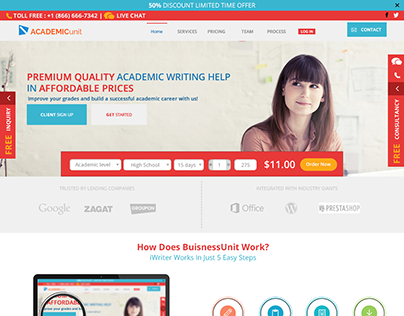 50% DISCOUNT LIMITED TIME OFFER
TOLL FREE : +1 (866) 666-7342 | LIVE CHAT
ACADEMICunit
Home SERVICES PRICING TEAM PROCESS LOG IN
CONTACT
PREMIUM QUALITY ACADEMIC WRITING HELP
IN AFFORDABLE PRICES
Improve your grades and build a successful academic career with us!
CLIENT SIGN UP GET STARTED
FREE INQUIRY
FREE CONSULTANCY
Academic level High School 15 days 1 275 $11.00 Order Now
TRUSTED BY LENDING COMPANIES INTEGRATED WITH INDUSTRY GIANTS
Google ZAGAT GROUPON Office PRESTASHOP
How Does BuisnessUnit Work?
iWriter Works In Just 5 Easy Steps